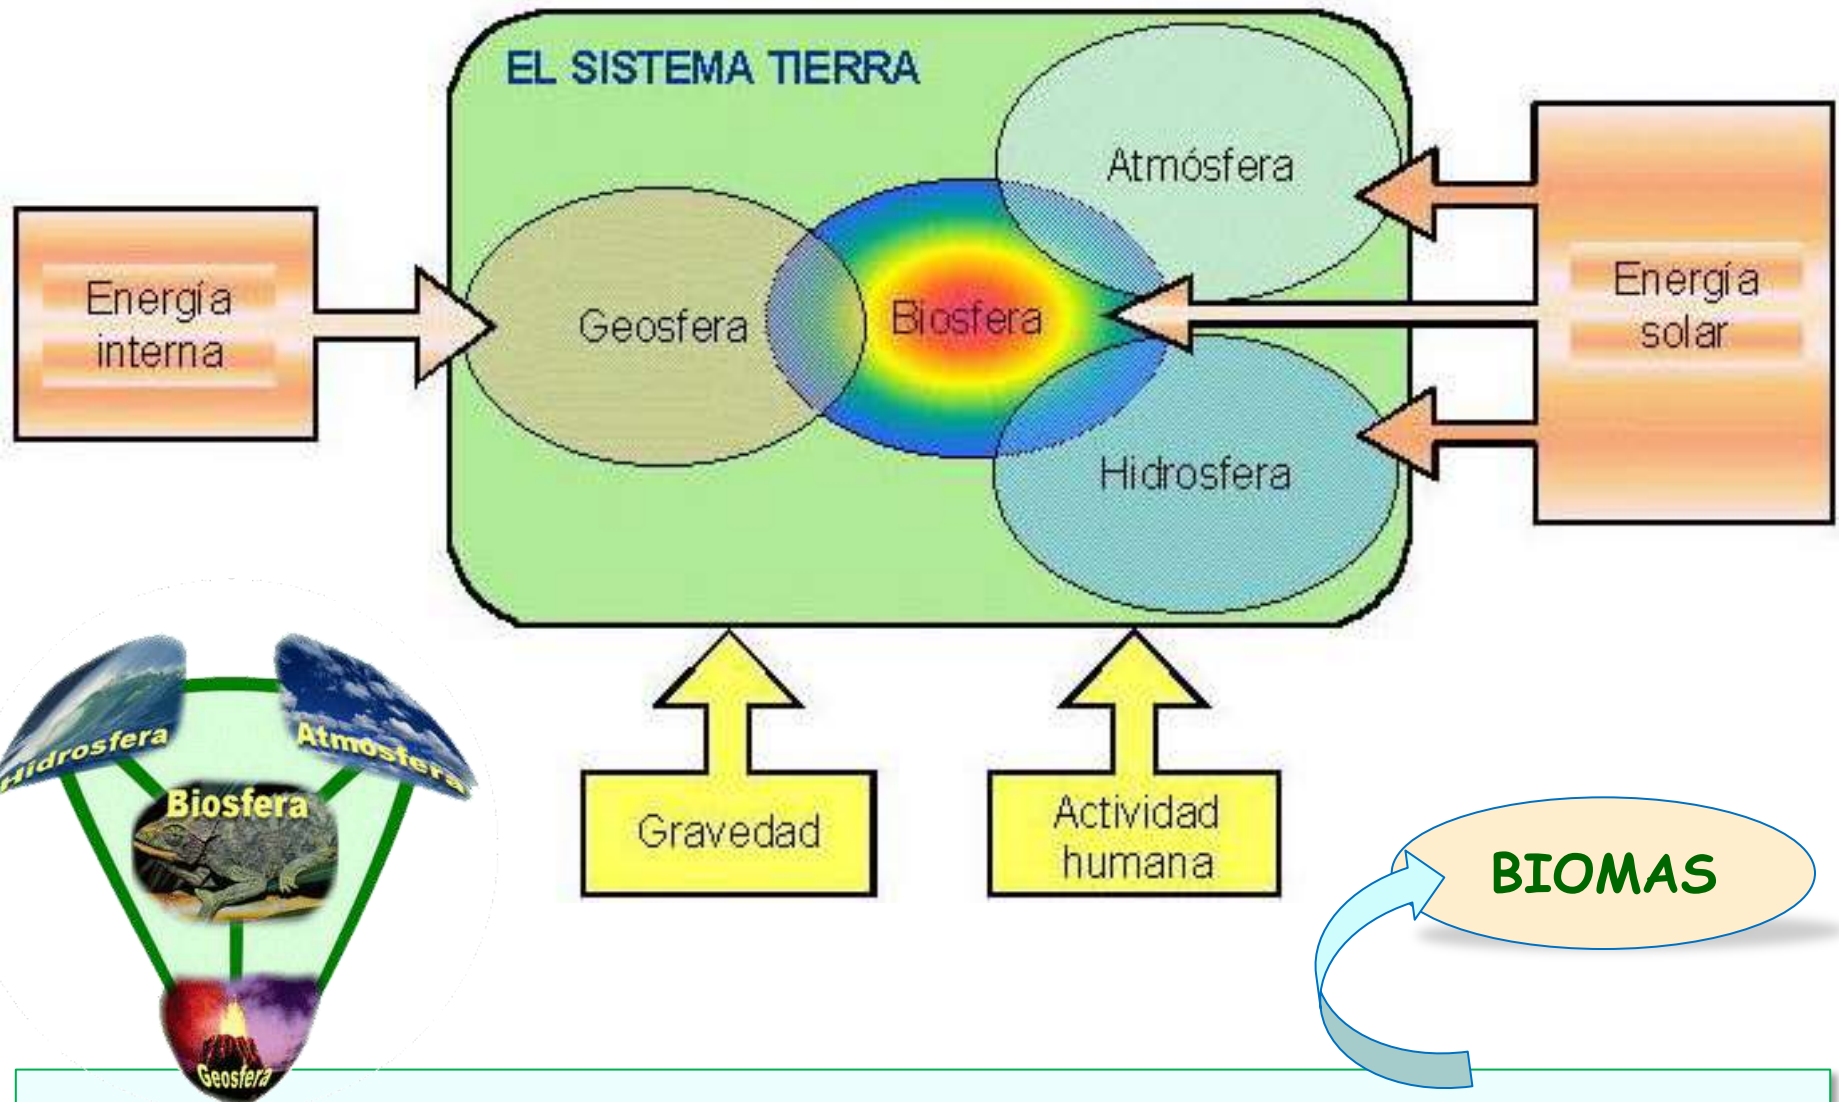 EL SISTEMA TIERRA
Atmósfera
Energía
interna
Geosfera
Biosfera
Energía
solar
Hidrosfera
Gravedad
Actividad
humana
Hidrosfera
Atmosfera
Biosfera
Geosfera
BIOMAS